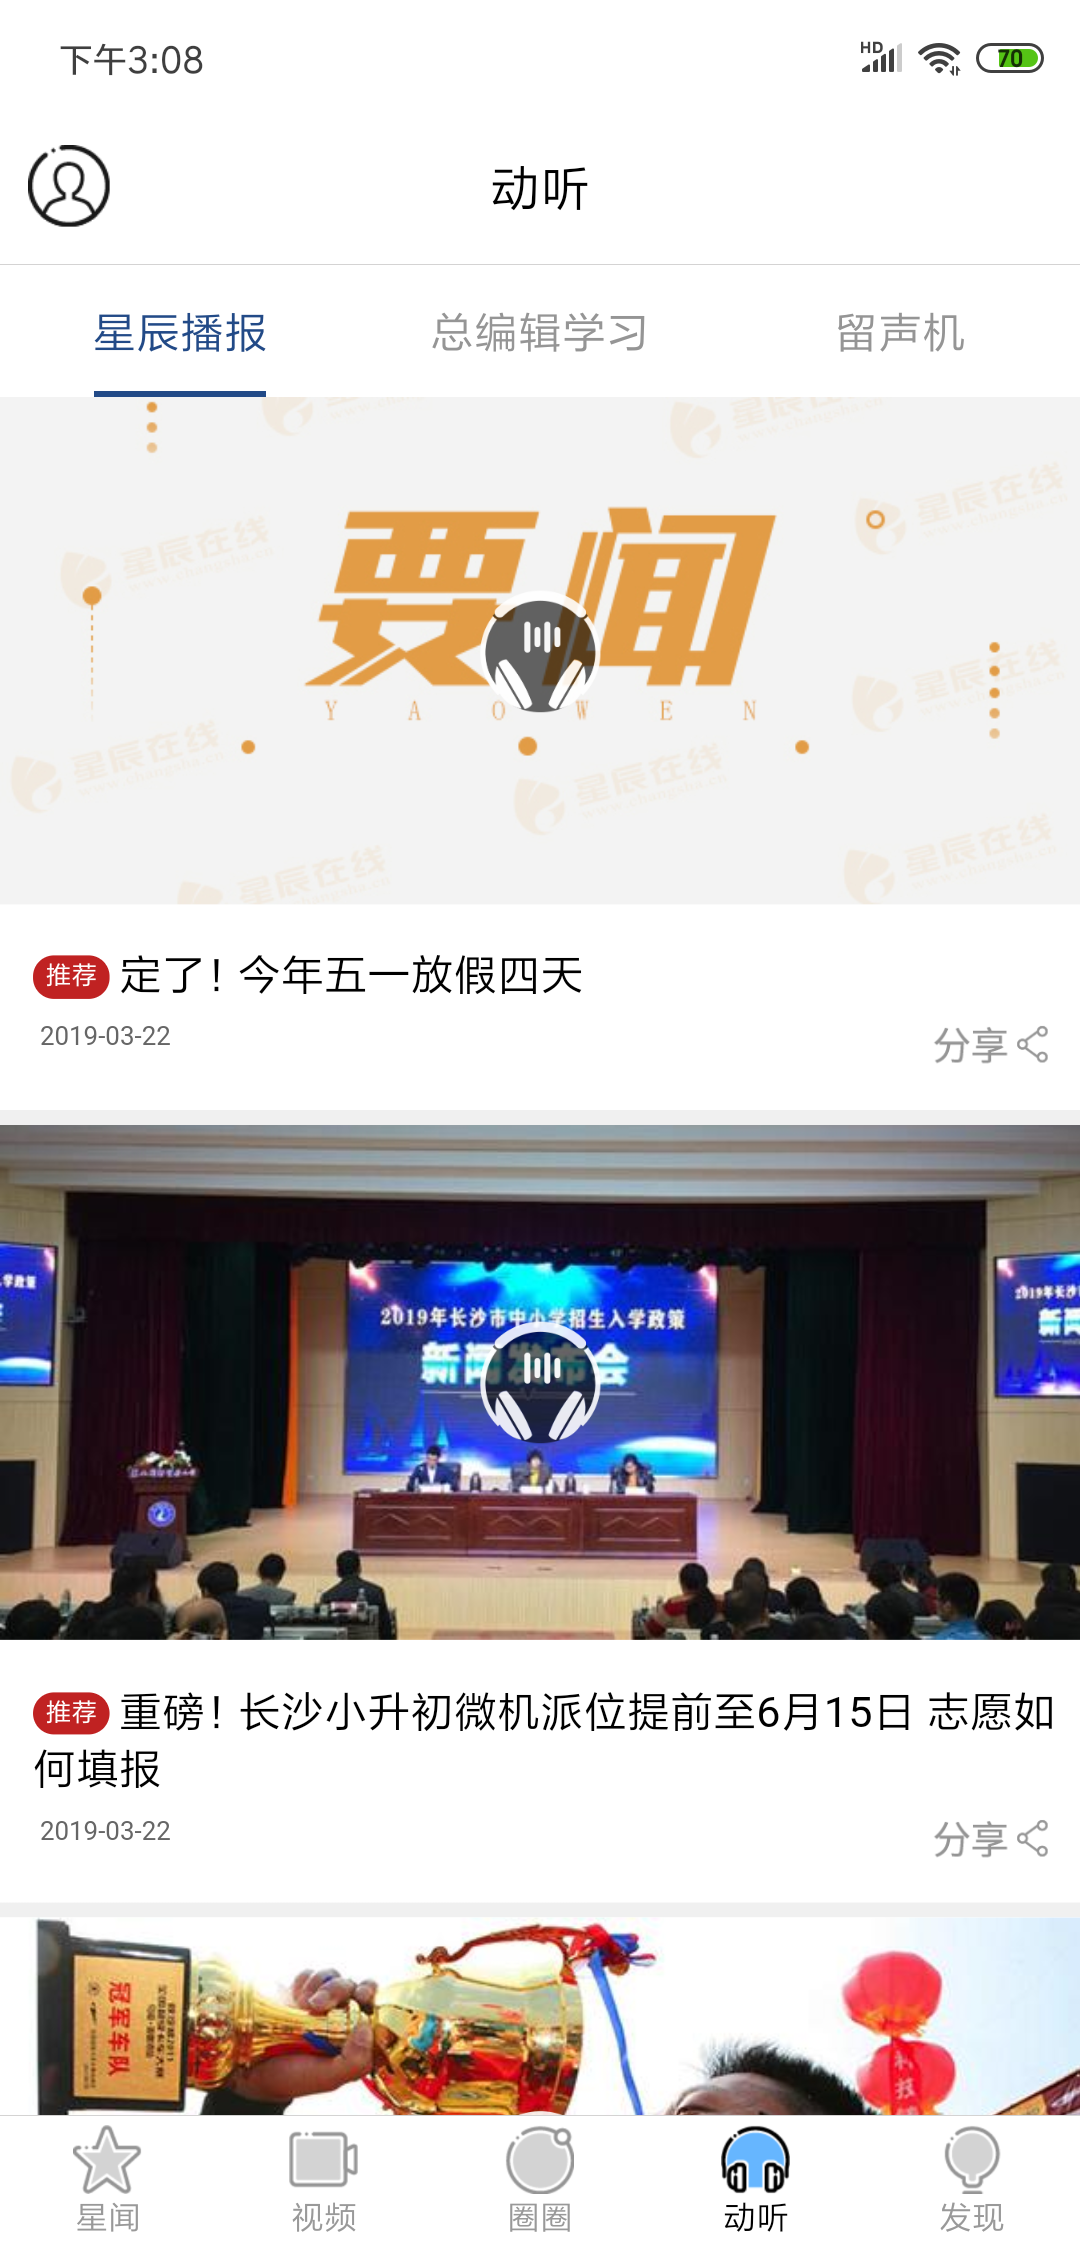 下午3:08
HD
70
动听
星辰播报
总编辑学习
留声机
星辰在线
要闻
YAOWEN
推荐 定了！今年五一放假四天
2019-03-22
分享
2019年长沙市中小学招生入学政策
新闻发布会
推荐 重磅！长沙小升初微机派位提前至6月15日 志愿如
何填报
2019-03-22
分享
冠军车队
星闻
视频
圈圈
动听
发现